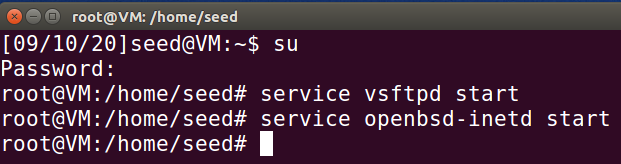 root@VM: /home/seed
[09/10/20]seed@VM:~$ su
Password:
root@VM:/home/seed# service vsftpd start
root@VM:/home/seed# service openbsd-inetd start
root@VM:/home/seed#